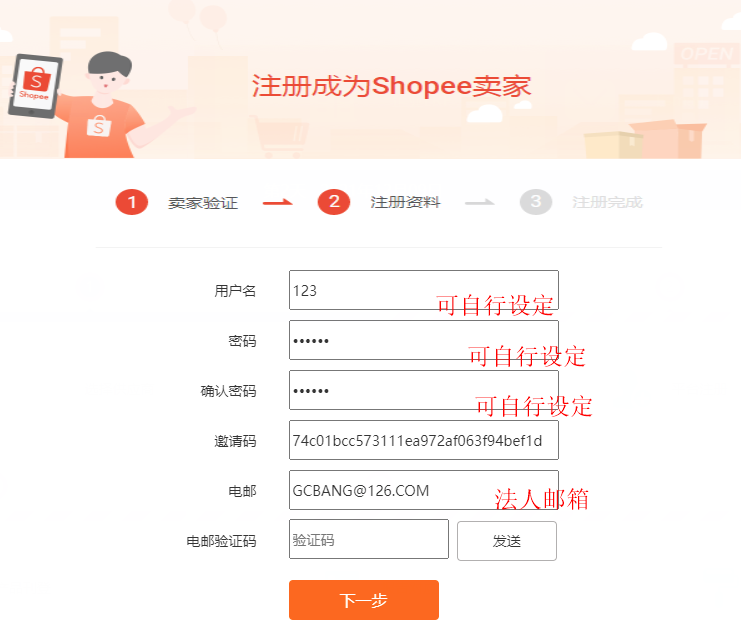 OPEN
S
Shopee
S
注册成为Shopee卖家
1 卖家验证 2 注册资料 3 注册完成
用户名 123
可自行设定
密码 ••••••
可自行设定
确认密码 ••••••
可自行设定
邀请码 74c01bcc573111ea972af063f94bef1d
电邮 GCBANG@126.COM
法人邮箱
电邮验证码 验证码 发送
下一步